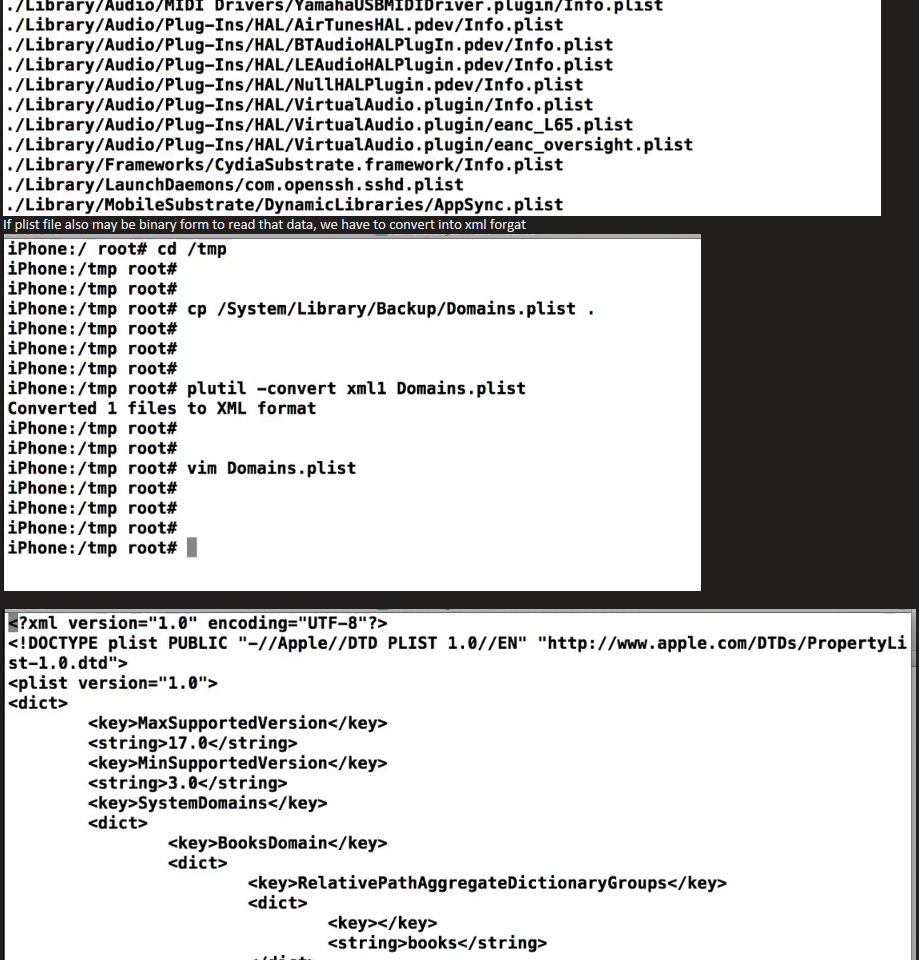 ./Library/Audio/MIDI Drivers/YamahaUSBMIDIDriver.plugin/Info.plist
./Library/Audio/Plug-Ins/HAL/AirTunesHAL.pdev/Info.plist
./Library/Audio/Plug-Ins/HAL/BTAudioHALPlugIn.pdev/Info.plist
./Library/Audio/Plug-Ins/HAL/LEAudioHALPlugin.pdev/Info.plist
./Library/Audio/Plug-Ins/HAL/NullHALPlugin.pdev/Info.plist
./Library/Audio/Plug-Ins/HAL/VirtualAudio.plugin/Info.plist
./Library/Audio/Plug-Ins/HAL/VirtualAudio.plugin/eanc_L65.plist
./Library/Audio/Plug-Ins/HAL/VirtualAudio.plugin/eanc_oversight.plist
./Library/Frameworks/CydiaSubstrate.framework/Info.plist
./Library/LaunchDaemons/com.openssh.sshd.plist
./Library/MobileSubstrate/DynamicLibraries/AppSync.plist
If plist file also may be binary form to read that data, we have to convert into xml forgat
iPhone:/ root# cd /tmp
iPhone:/tmp root#
iPhone:/tmp root#
iPhone:/tmp root# cp /System/Library/Backup/Domains.plist .
iPhone:/tmp root#
iPhone:/tmp root#
iPhone:/tmp root#
iPhone:/tmp root# plutil -convert xml1 Domains.plist
Converted 1 files to XML format
iPhone:/tmp root#
iPhone:/tmp root#
iPhone:/tmp root# vim Domains.plist
iPhone:/tmp root#
iPhone:/tmp root#
iPhone:/tmp root#
iPhone:/tmp root#
<?xml version="1.0" encoding="UTF-8"?>
<!DOCTYPE plist PUBLIC "-//Apple//DTD PLIST 1.0//EN" "http://www.apple.com/DTDs/PropertyLi
st-1.0.dtd">
<plist version="1.0">
<dict>
<key>MaxSupportedVersion</key>
<string>17.0</string>
<key>MinSupportedVersion</key>
<string>3.0</string>
<key>SystemDomains</key>
<dict>
<key>BooksDomain</key>
<dict>
<key>RelativePathAggregateDictionaryGroups</key>
<dict>
<key></key>
<string>books</string>